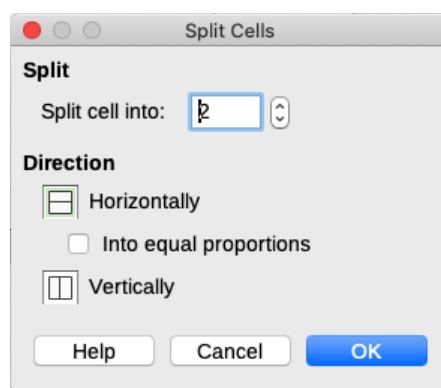 Split Cells
Split
Split cell into: 2
Direction
Horizontally
Into equal proportions
Vertically
Help Cancel OK